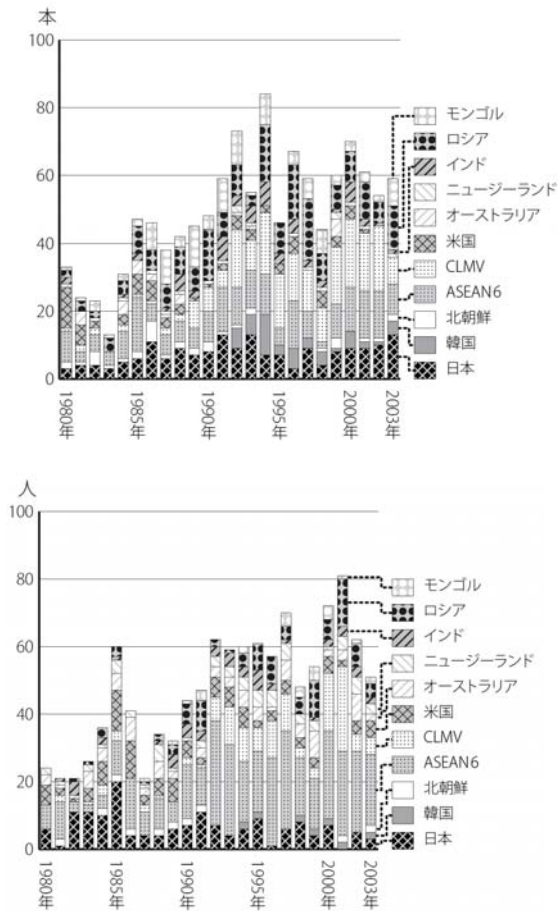 本
100
80
60
40
20
0
モンゴル
ロシア
インド
ニュージーランド
オーストラリア
米国
CLMV
ASEAN6
北朝鮮
韓国
日本
1980年
1985年
1990年
1995年
2000年
2003年
人
100
80
60
40
20
0
モンゴル
ロシア
インド
ニュージーランド
オーストラリア
米国
CLMV
ASEAN6
北朝鮮
韓国
日本
1980年
1985年
1990年
1995年
2000年
2003年